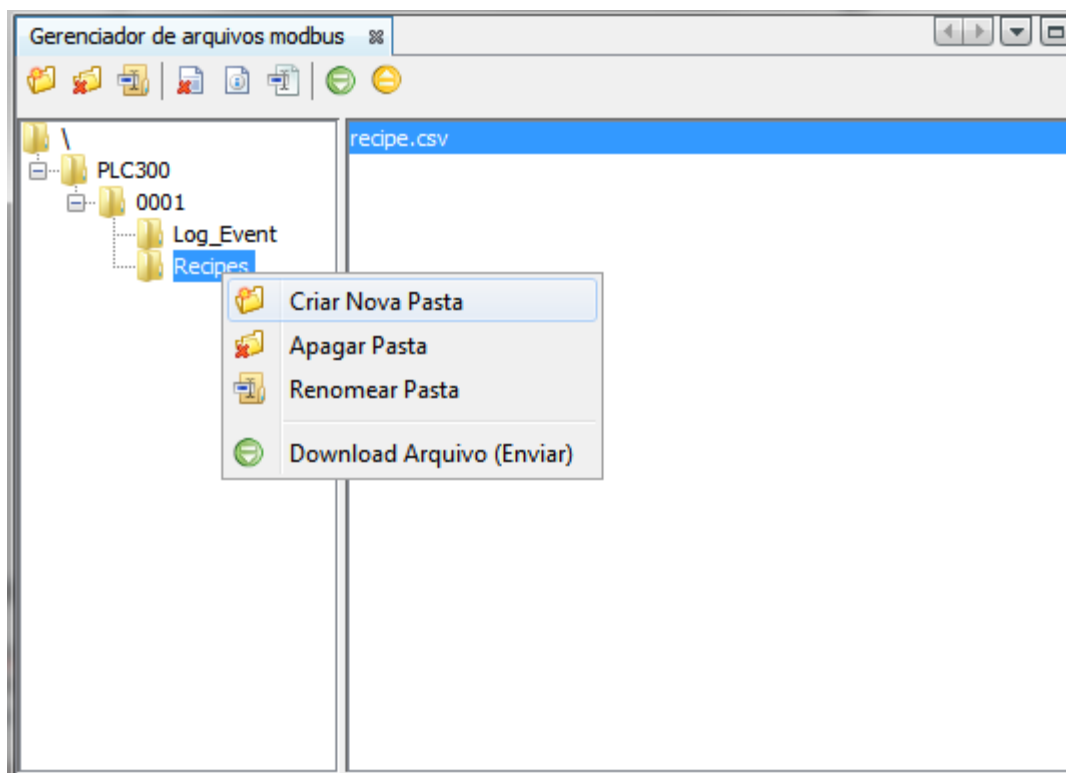 Gerenciador de arquivos modbus
\
PLC300
0001
Log_Event
Recipes
recipe.csv
Criar Nova Pasta
Apagar Pasta
Renomear Pasta
Download Arquivo (Enviar)